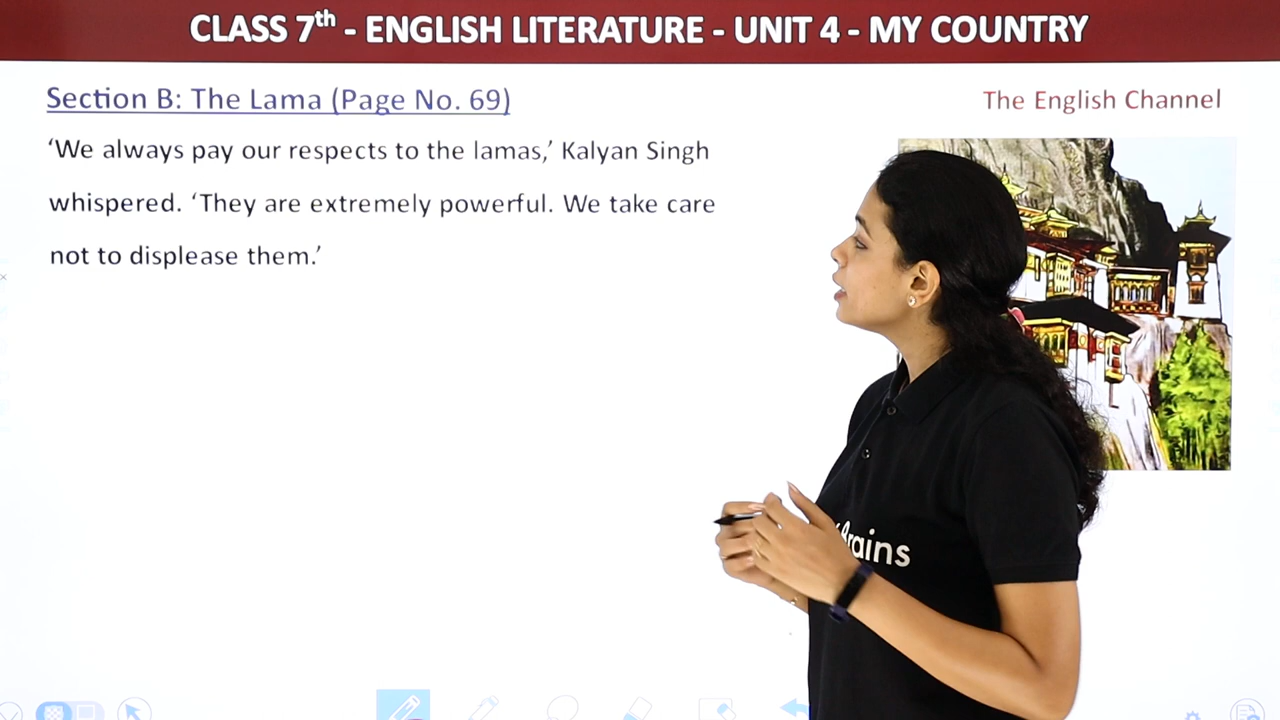 CLASS 7th - ENGLISH LITERATURE - UNIT 4 - MY COUNTRY
Section B: The Lama (Page No. 69)
The English Channel
‘We always pay our respects to the lamas,’ Kalyan Singh
whispered. ‘They are extremely powerful. We take care
not to displease them.’